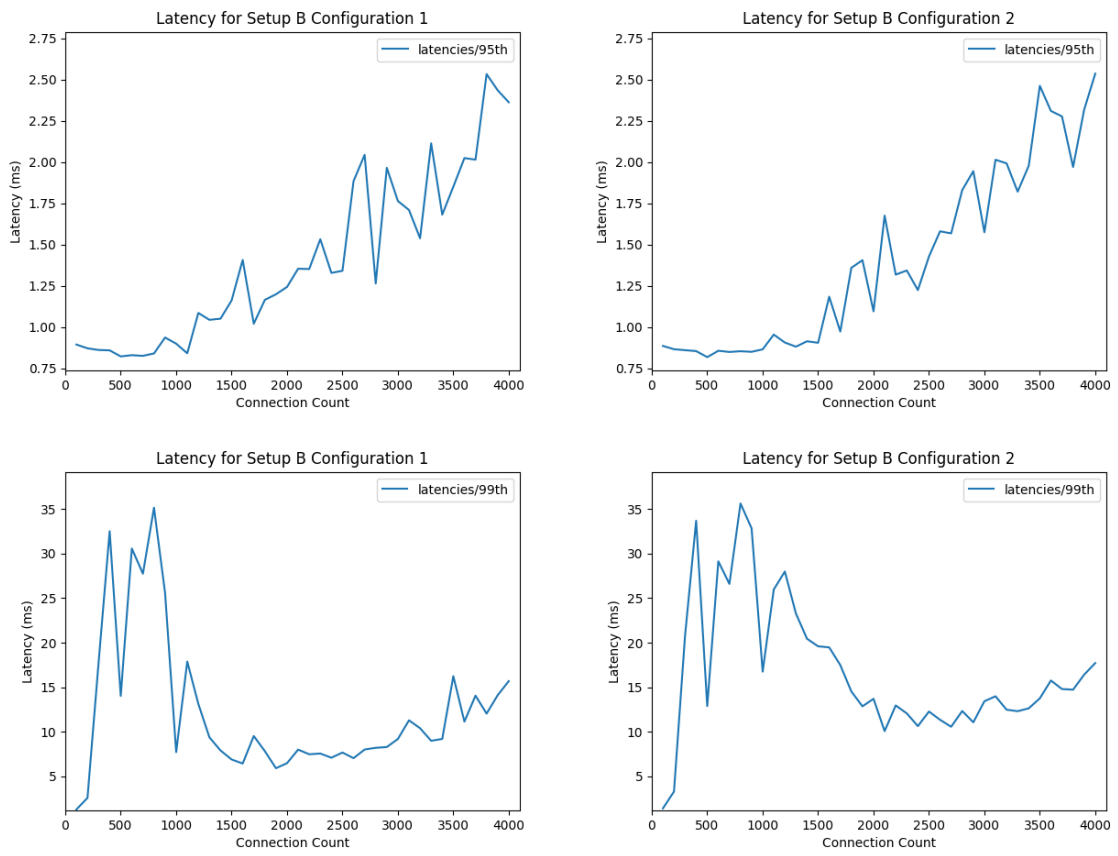 Latency for Setup B Configuration 1
latencies/95th
2.75
2.50
2.25
2.00
1.75
1.50
1.25
1.00
0.75
Latency (ms)
0 500 1000 1500 2000 2500 3000 3500 4000
Connection Count
Latency for Setup B Configuration 2
latencies/95th
2.75
2.50
2.25
2.00
1.75
1.50
1.25
1.00
0.75
Latency (ms)
0 500 1000 1500 2000 2500 3000 3500 4000
Connection Count
Latency for Setup B Configuration 1
latencies/99th
35
30
25
20
15
10
5
Latency (ms)
0 500 1000 1500 2000 2500 3000 3500 4000
Connection Count
Latency for Setup B Configuration 2
latencies/99th
35
30
25
20
15
10
5
Latency (ms)
0 500 1000 1500 2000 2500 3000 3500 4000
Connection Count